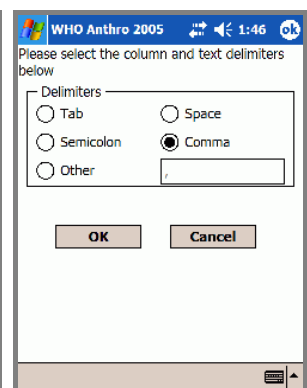 WHO Anthro 2005 1:46 ok
Please select the column and text delimiters
below
Delimiters
Tab Space
Semicolon Comma
Other ,
OK Cancel